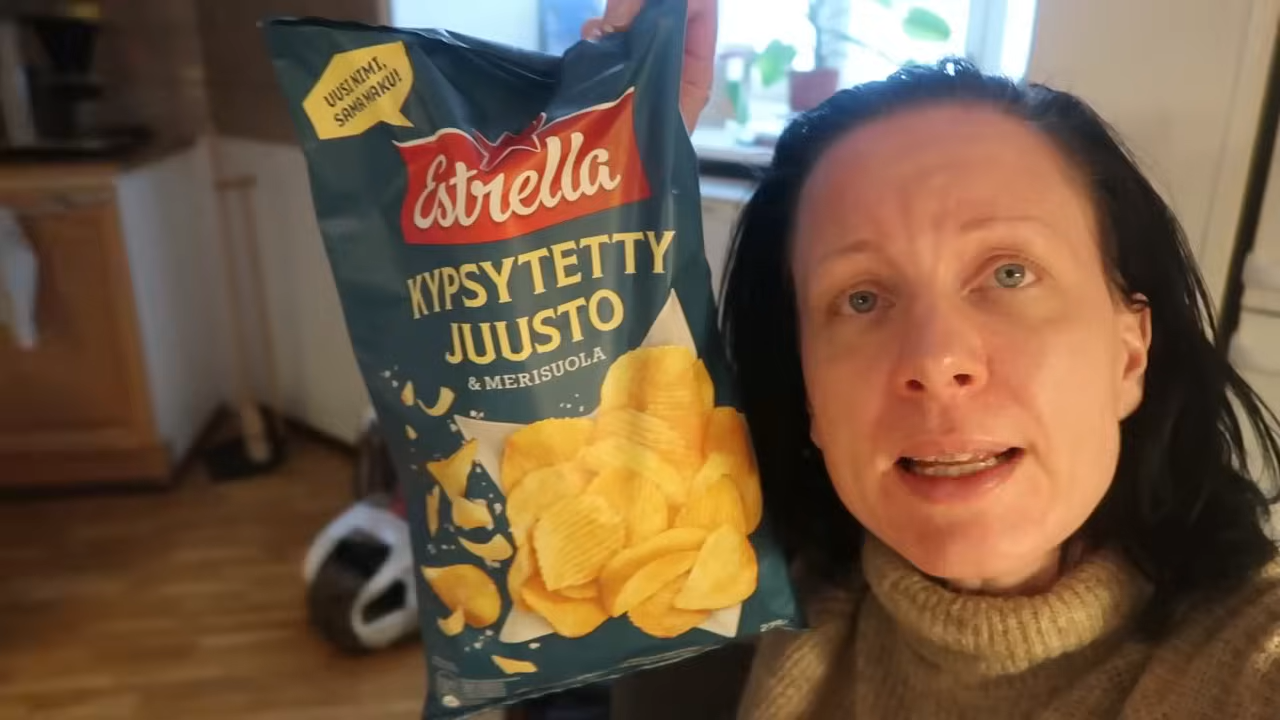 UUSI NIMI,
SAMA MAKU!
Estrella
KYPSYTETTY
JUUSTO
& MERISUOLA